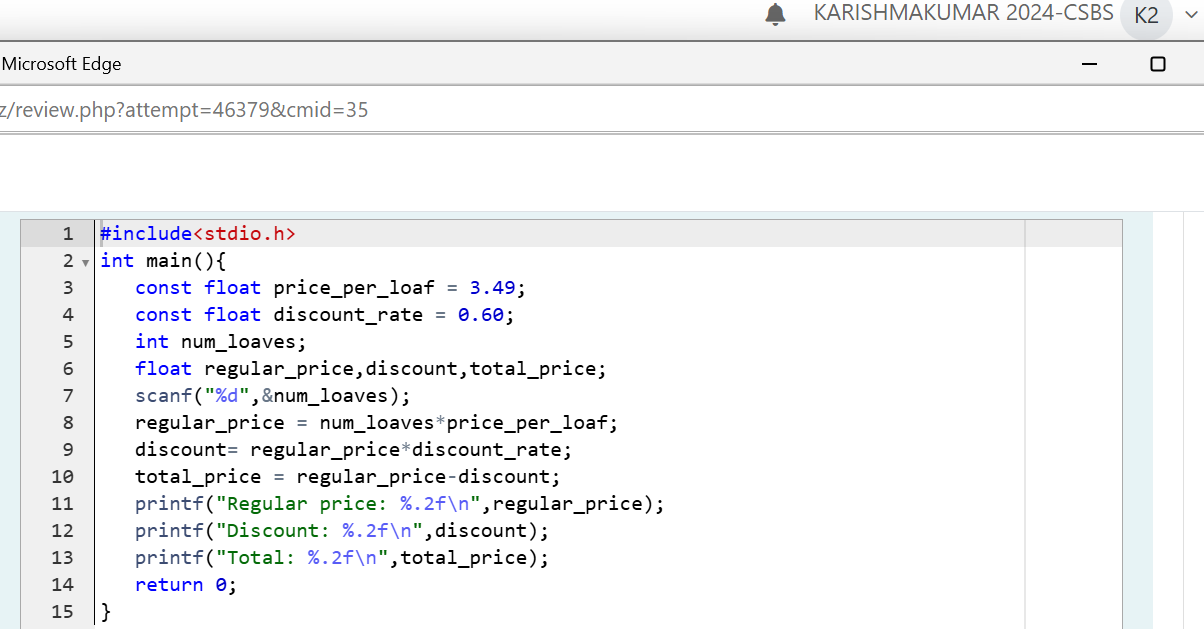 KARISHMAKUMAR 2024-CSBS K2
Microsoft Edge
z/review.php?attempt=46379&cmid=35
1 #include<stdio.h>
2 int main(){
3 const float price_per_loaf = 3.49;
4 const float discount_rate = 0.60;
5 int num_loaves;
6 float regular_price,discount,total_price;
7 scanf("%d",&num_loaves);
8 regular_price = num_loaves*price_per_loaf;
9 discount= regular_price*discount_rate;
10 total_price = regular_price-discount;
11 printf("Regular price: %.2f\n",regular_price);
12 printf("Discount: %.2f\n",discount);
13 printf("Total: %.2f\n",total_price);
14 return 0;
15 }